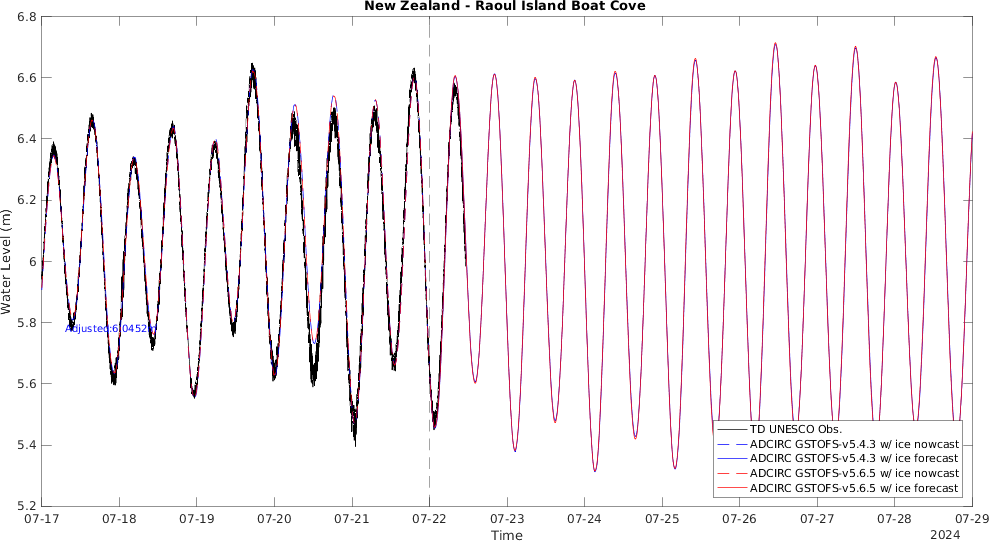 New Zealand - Raoul Island Boat Cove
6.8
6.6
6.4
6.2
6
5.8
5.6
5.4
5.2
Water Level (m)
Adjusted:6.0452m
TD UNESCO Obs.
ADCIRC GSTOFS-v5.4.3 w/ ice nowcast
ADCIRC GSTOFS-v5.4.3 w/ ice forecast
ADCIRC GSTOFS-v5.6.5 w/ ice nowcast
ADCIRC GSTOFS-v5.6.5 w/ ice forecast
07-17 07-18 07-19 07-20 07-21 07-22 07-23 07-24 07-25 07-26 07-27 07-28 07-29
Time
2024